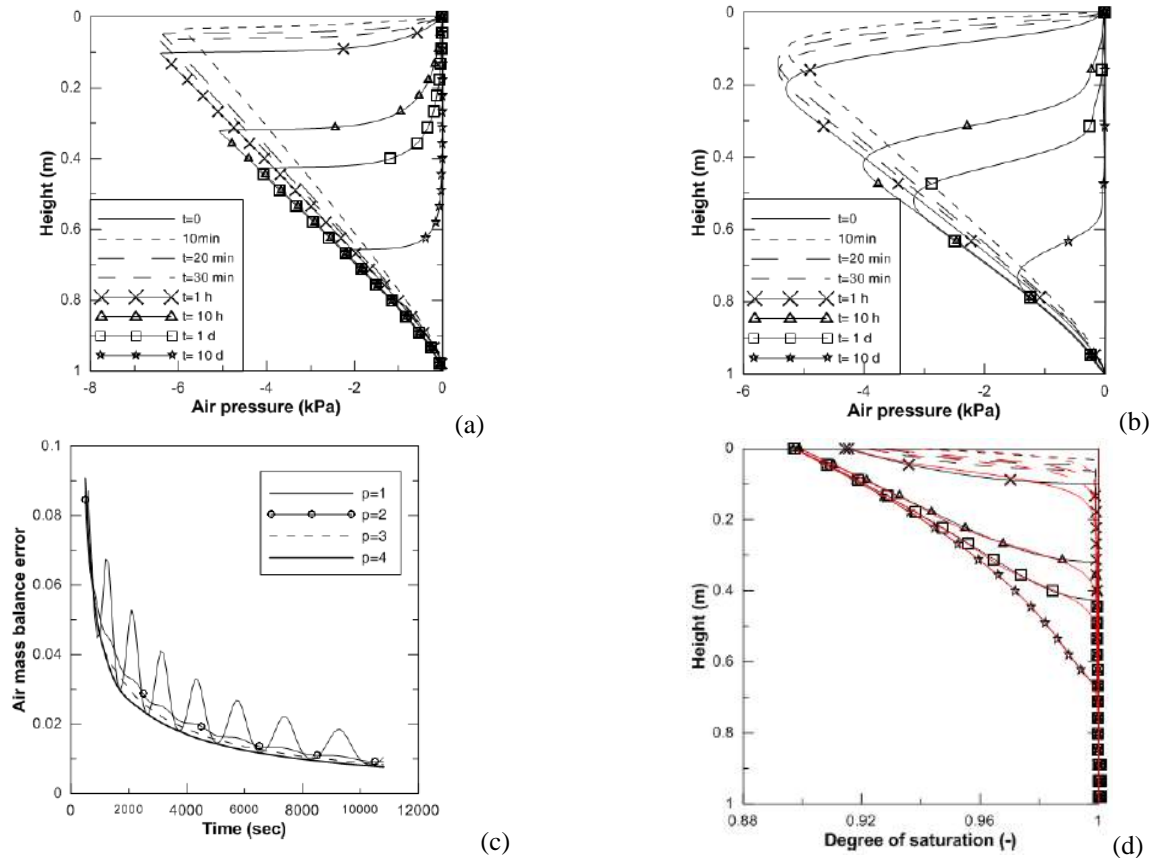 0
0.2
0.4
0.6
0.8
1
Height (m)
t=0
10min
t=20 min
t=30 min
t=1 h
t= 10 h
t= 1 d
t= 10 d
-8
-6
-4
-2
0
Air pressure (kPa)
(a)
0
0.2
0.4
0.6
0.8
1
Height (m)
t=0
10min
t=20 min
t=30 min
t=1 h
t= 10 h
t= 1 d
t= 10 d
-8
-6
-4
-2
0
Air pressure (kPa)
(b)
0.1
0.08
0.06
0.04
0.02
0
Air mass balance error
p=1
p=2
p=3
p=4
0
2000
4000
6000
8000
10000
12000
Time (sec)
(c)
0
0.2
0.4
0.6
0.8
1
Height (m)
0.88
0.92
0.96
1
Degree of saturation (-)
(d)